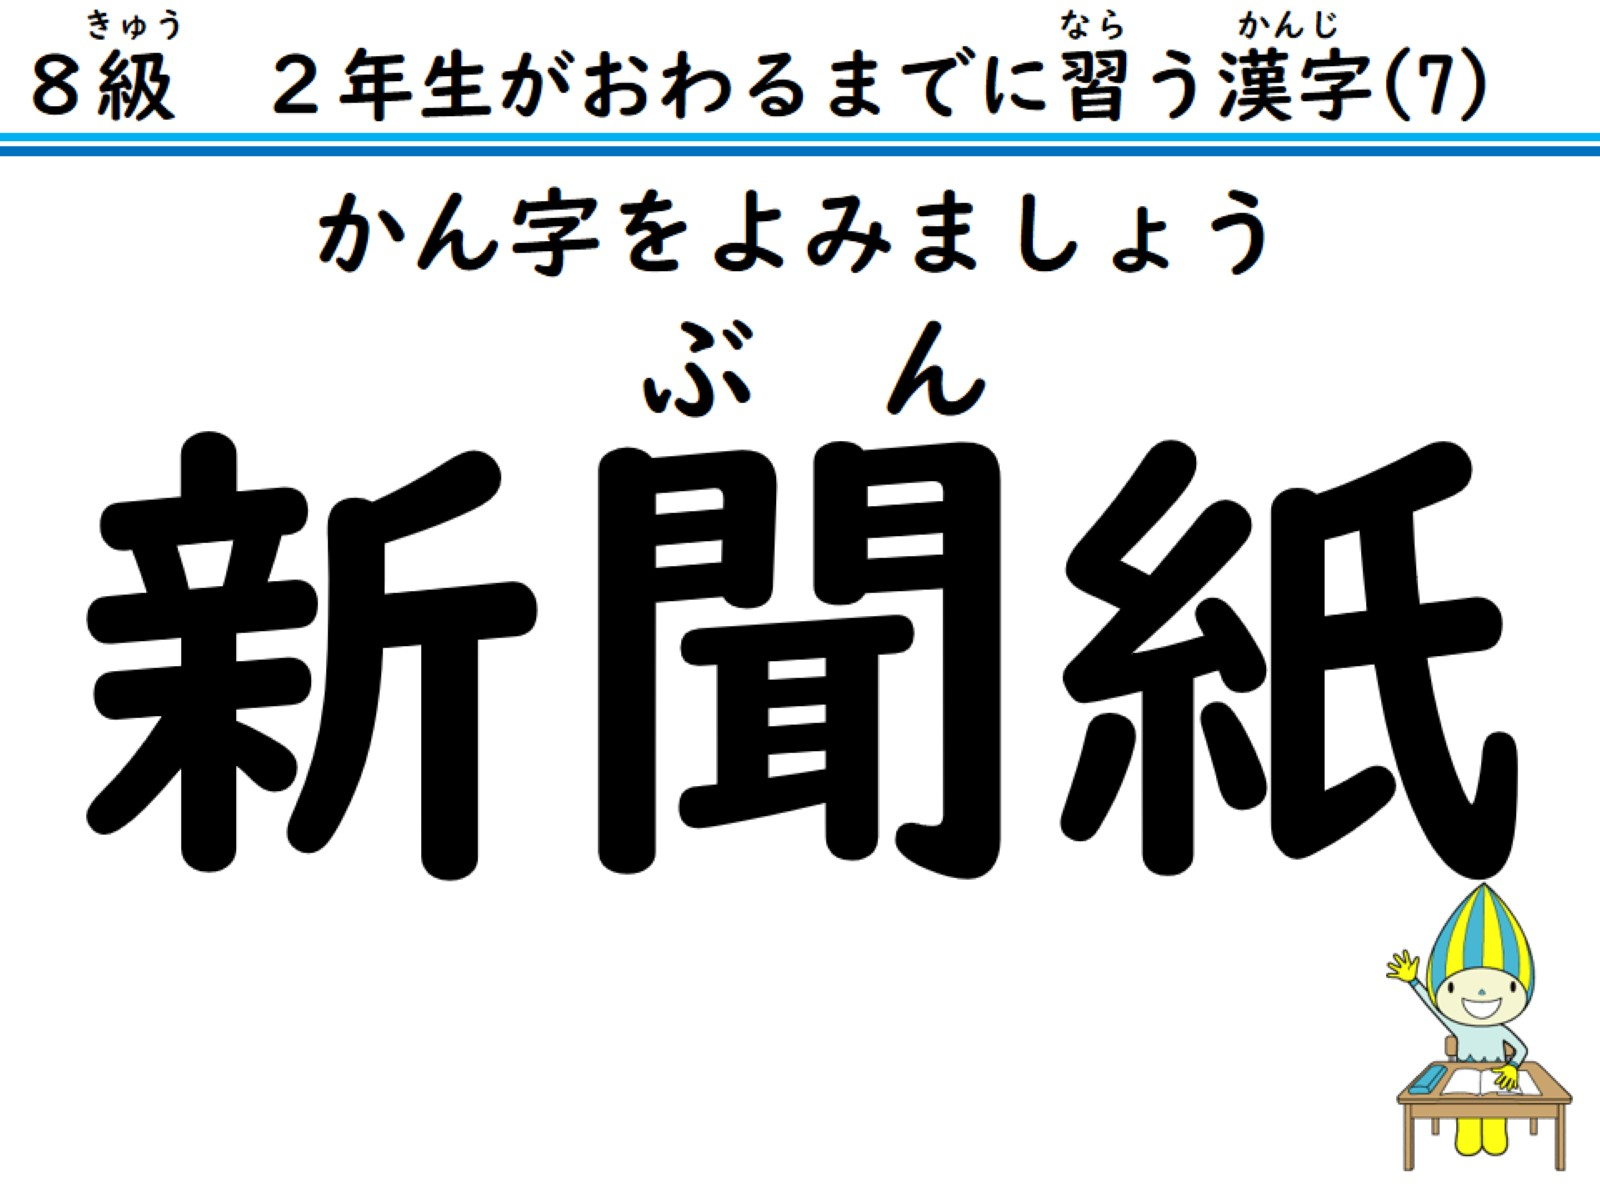 きゅう なら かんじ
８級　２年生がおわるまでに習う漢字(7)
かん字をよみましょう
ぶん
新聞紙